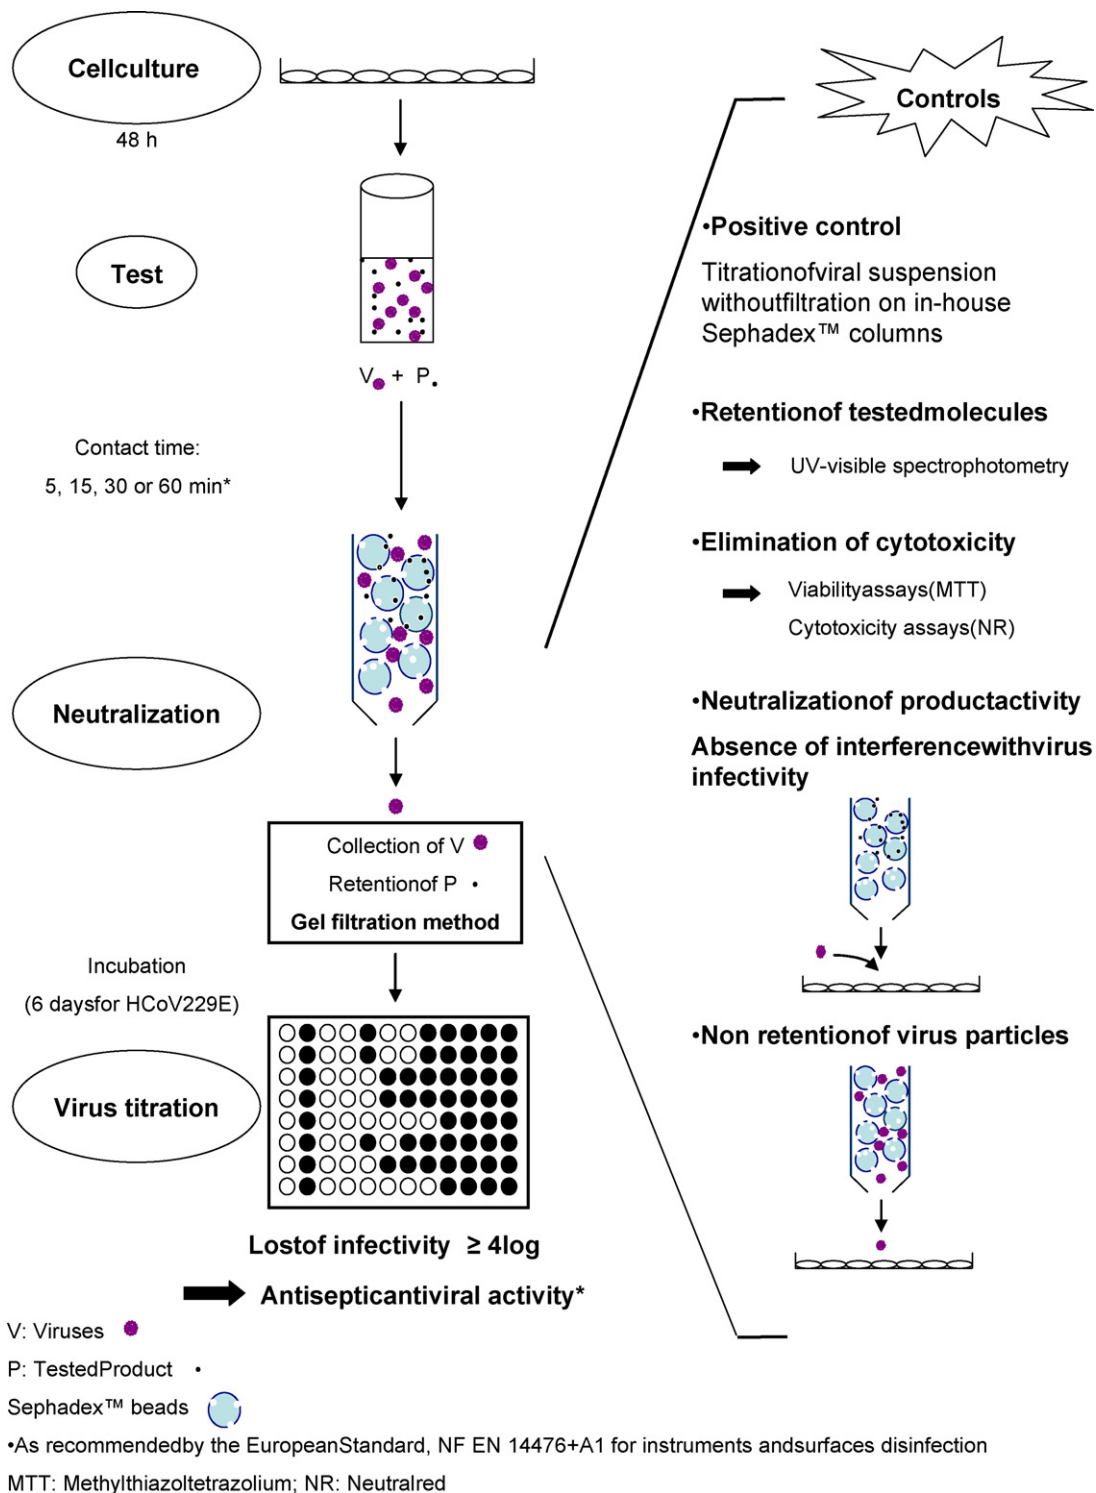 Cellculture
48 h
Test
V + P
Contact time:
5, 15, 30 or 60 min*
Neutralization
Collection of V
Retentionof P
Gel filtration method
Incubation
(6 daysfor HCoV229E)
Virus titration
Lostof infectivity ≥ 4log
Antisepticantiviral activity*
Controls
•Positive control
Titrationofviral suspension
withoutfiltration on in-house
Sephadex™ columns
•Retentionof testedmolecules
UV-visible spectrophotometry
•Elimination of cytotoxicity
Viabilityassays(MTT)
Cytotoxicity assays(NR)
•Neutralizationof productactivity
Absence of interferencewithvirus
infectivity
•Non retentionof virus particles
V: Viruses
P: TestedProduct
Sephadex™ beads
•As recommendedby the EuropeanStandard, NF EN 14476+A1 for instruments andsurfaces disinfection
MTT: Methylthiazoltetrazolium; NR: Neutralred